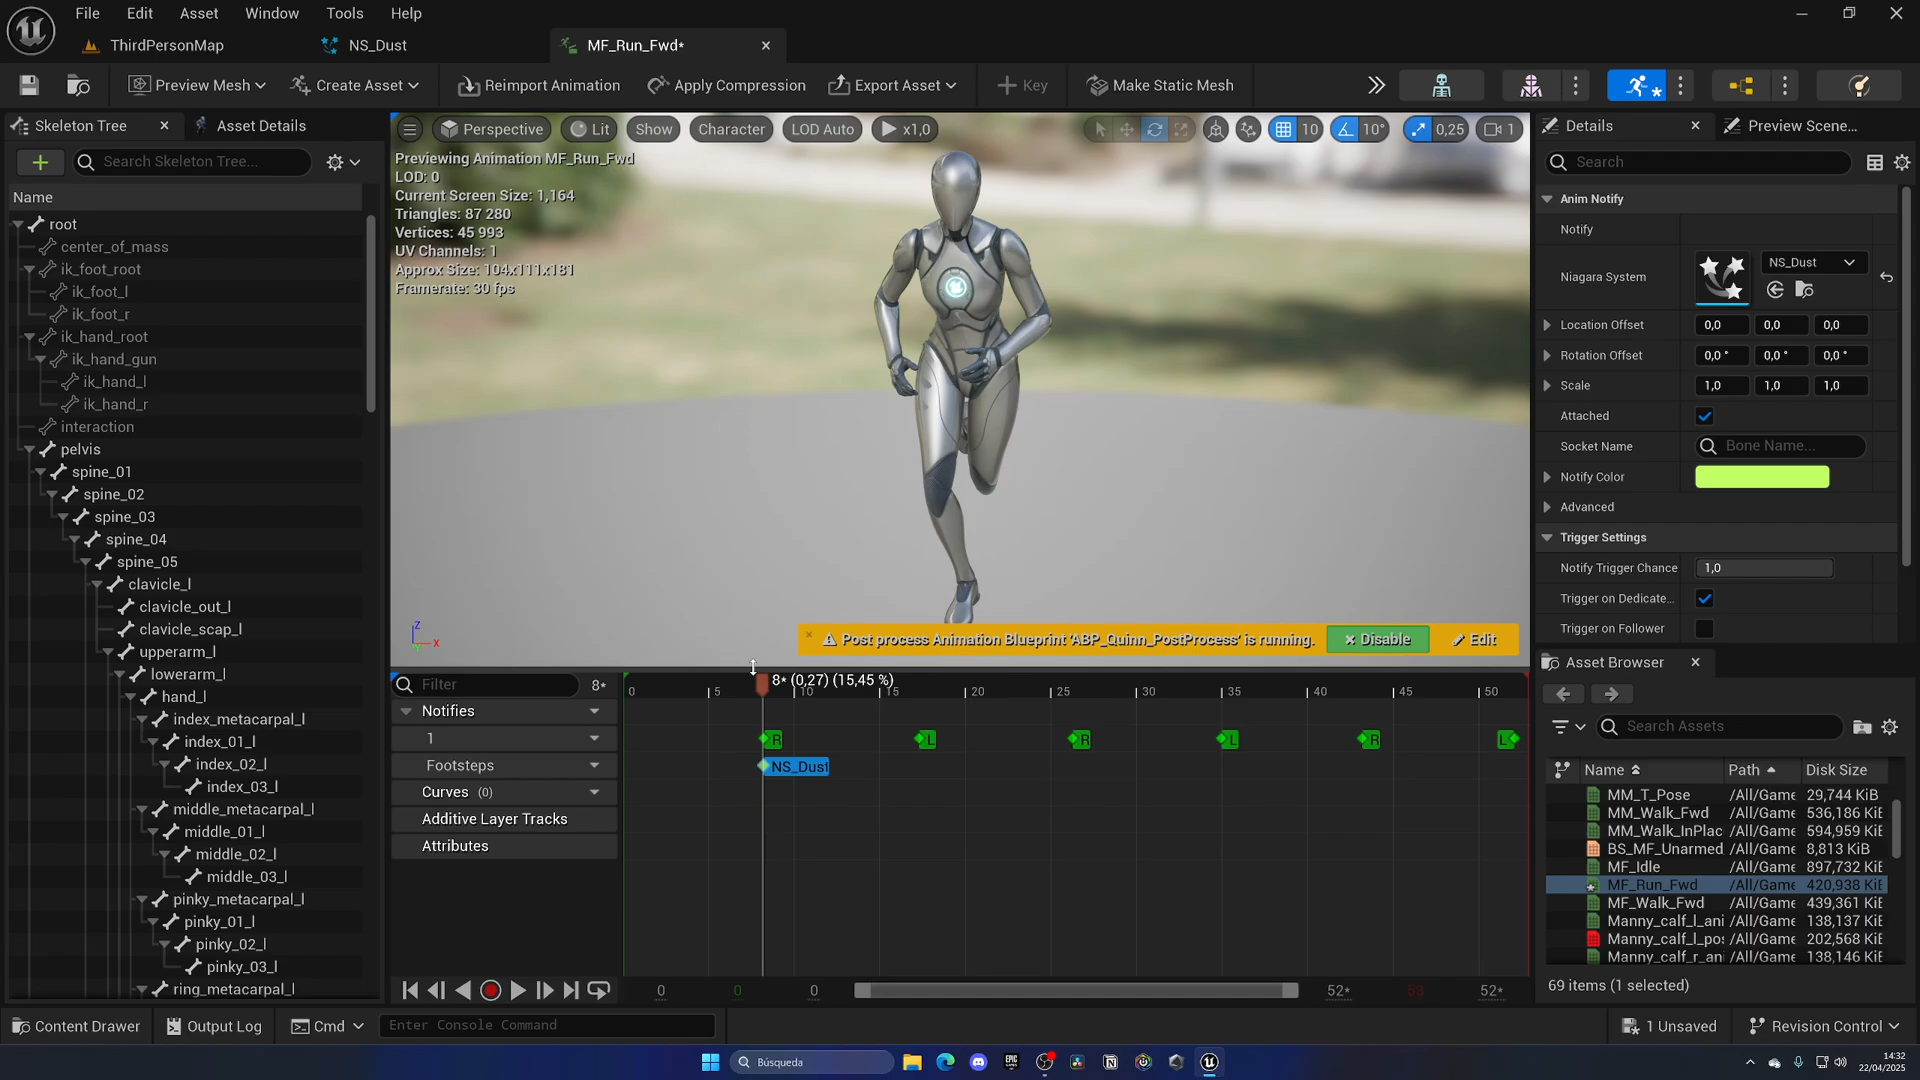 File Edit Asset Window Tools Help
ThirdPersonMap NS_Dust MF_Run_Fwd*
Preview Mesh Create Asset Reimport Animation Apply Compression Export Asset Key Make Static Mesh
Skeleton Tree Asset Details
Search Skeleton Tree...
Name
root
center_of_mass
ik_foot_root
ik_foot_l
ik_foot_r
ik_hand_root
ik_hand_gun
ik_hand_l
ik_hand_r
interaction
pelvis
spine_01
spine_02
spine_03
spine_04
spine_05
clavicle_l
clavicle_out_l
clavicle_scap_l
upperarm_l
lowerarm_l
hand_l
index_metacarpal_l
index_01_l
index_02_l
index_03_l
middle_metacarpal_l
middle_01_l
middle_02_l
middle_03_l
pinky_metacarpal_l
pinky_01_l
pinky_02_l
pinky_03_l
ring_metacarpal_l
Perspective Lit Show Character LOD Auto x1,0 10 10° 0,25 1
Previewing Animation MF_Run_Fwd
LOD: 0
Current Screen Size: 1,164
Triangles: 87 280
Vertices: 45 993
UV Channels: 1
Approx Size: 104x111x181
Framerate: 30 fps
Z
X
Post process Animation Blueprint 'ABP_Quinn_PostProcess' is running. Disable Edit
Filter 8*
8* (0,27) (15,45 %)
0 5 10 15 20 25 30 35 40 45 50
Notifies
1
R L R L R L
Footsteps
NS_Dust
Curves (0)
Additive Layer Tracks
Attributes
0 0 0 52* 53 52*
Details Preview Scene...
Search
Anim Notify
Notify
Niagara System NS_Dust
Location Offset 0,0 0,0 0,0
Rotation Offset 0,0 ° 0,0 ° 0,0 °
Scale 1,0 1,0 1,0
Attached
Socket Name Bone Name...
Notify Color
Advanced
Trigger Settings
Notify Trigger Chance 1,0
Trigger on Dedicate...
Trigger on Follower
Asset Browser
Search Assets
Name Path Disk Size
MM_T_Pose /All/Game 29,744 KiB
MM_Walk_Fwd /All/Game 536,186 KiB
MM_Walk_InPlac /All/Game 594,959 KiB
BS_MF_Unarmed /All/Game 8,813 KiB
MF_Idle /All/Game 897,732 KiB
MF_Run_Fwd /All/Game 420,938 KiB
MF_Walk_Fwd /All/Game 439,361 KiB
Manny_calf_l_ani /All/Game 138,137 KiB
Manny_calf_l_pos /All/Game 202,568 KiB
Manny_calf_r_ani /All/Game 138,146 KiB
69 items (1 selected)
Content Drawer Output Log Cmd Enter Console Command 1 Unsaved Revision Control
Búsqueda
EPIC
14:32
22/04/2025